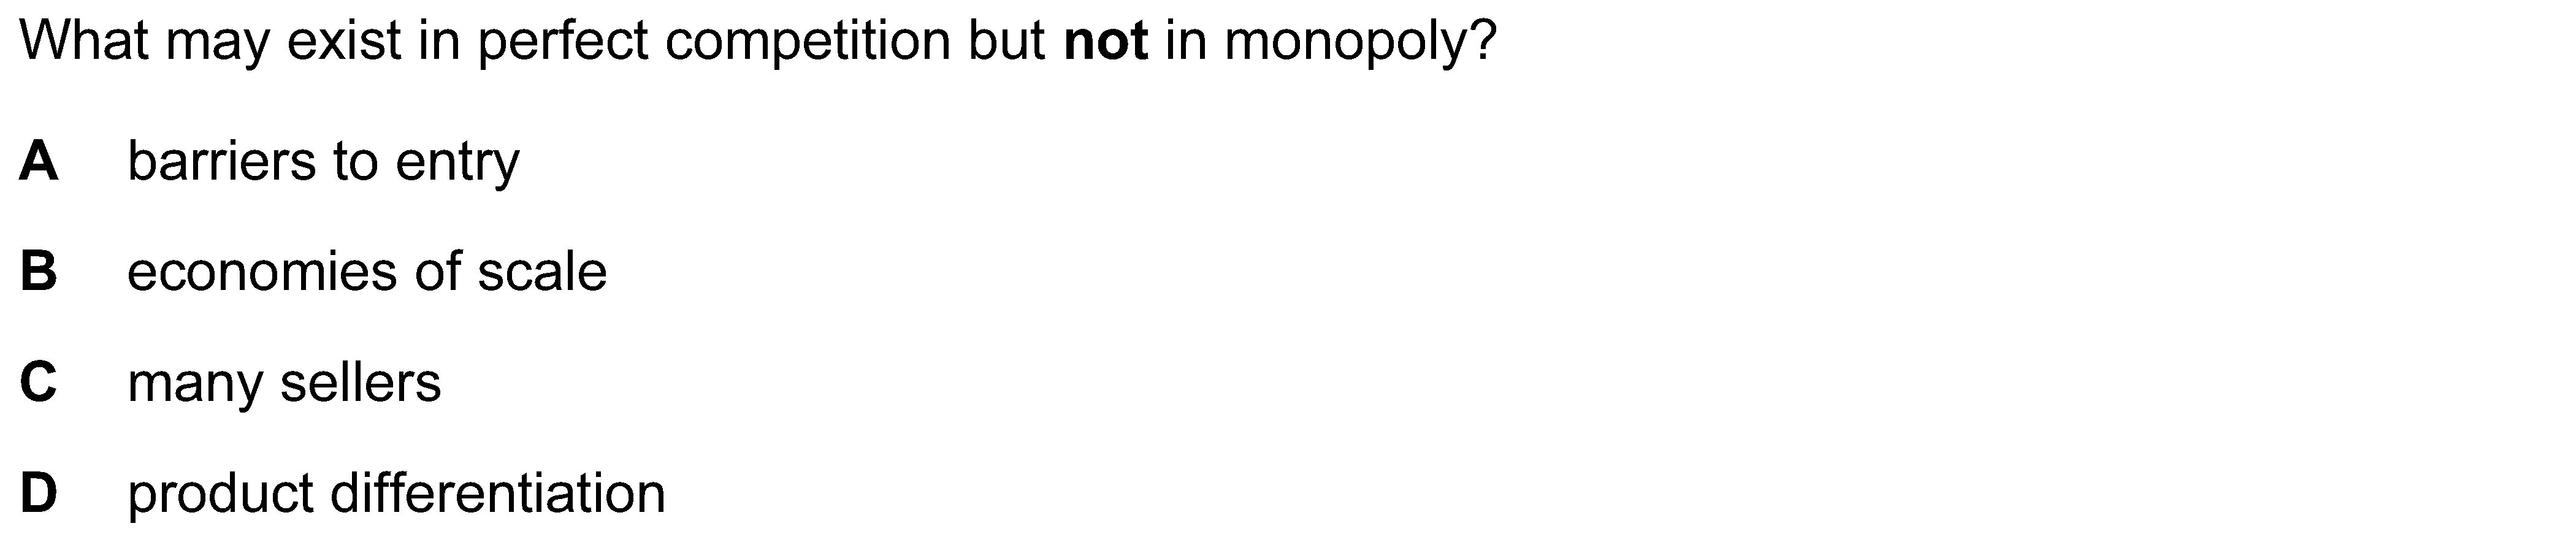 What may exist in perfect competition but not in monopoly?
A barriers to entry
B economies of scale
C many sellers
D product differentiation